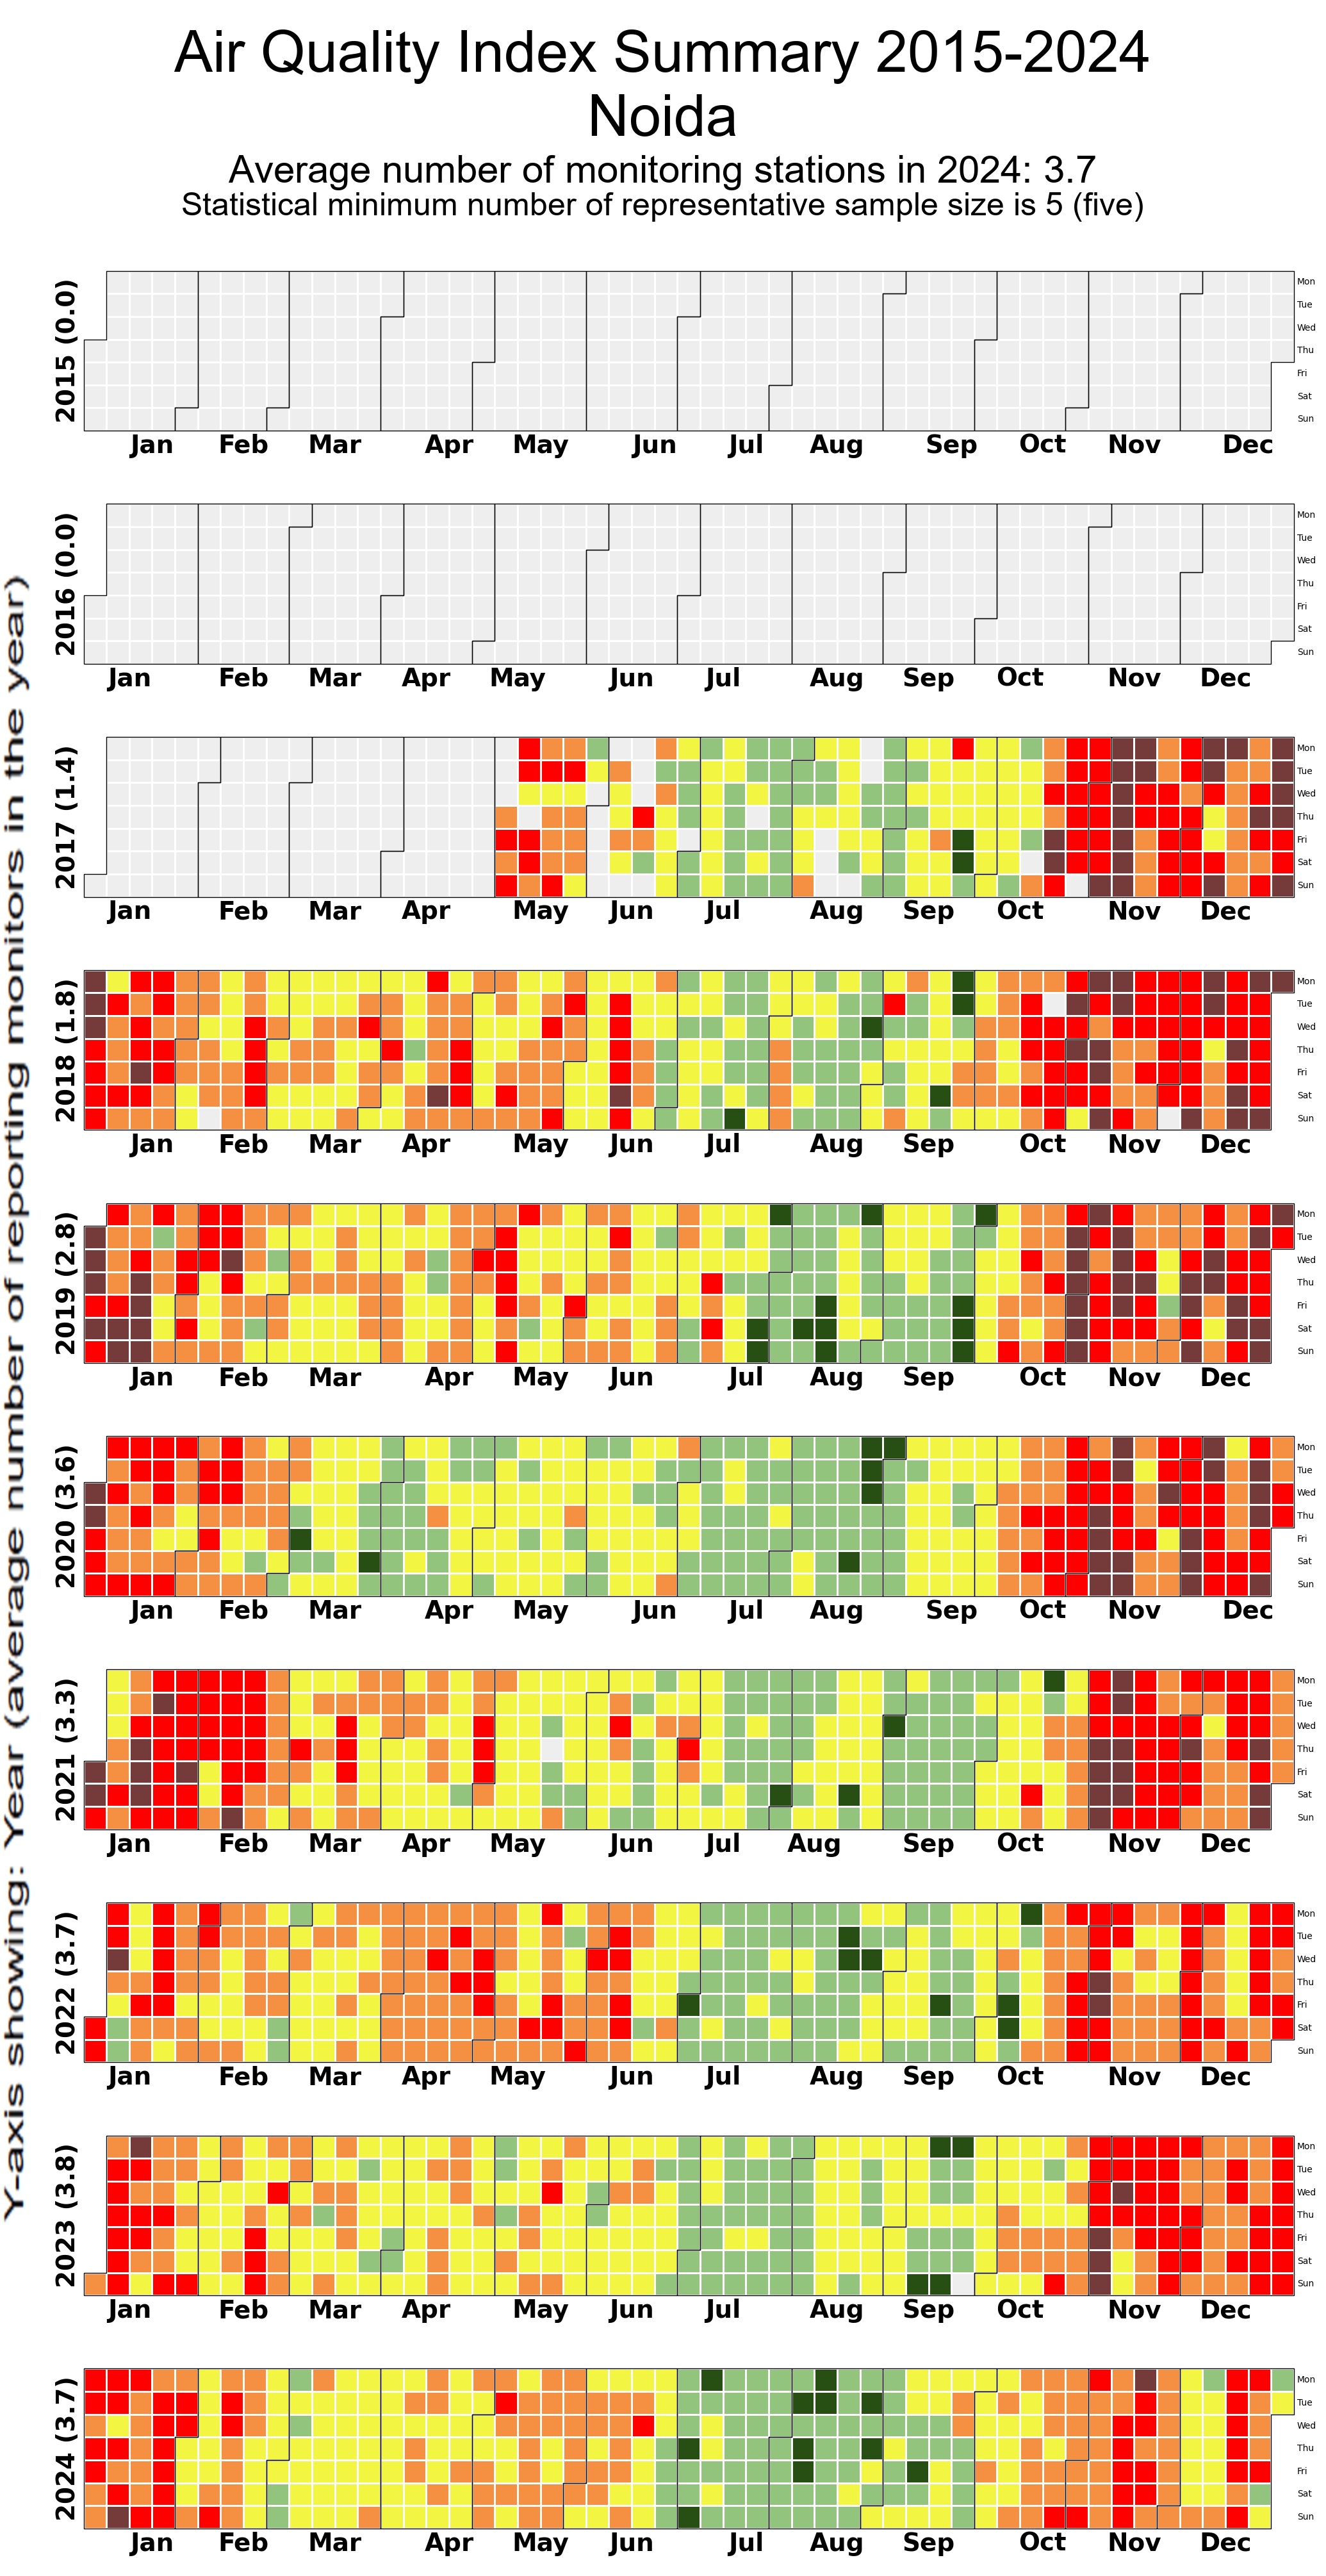 Air Quality Index Summary 2015-2024
Noida
Average number of monitoring stations in 2024: 3.7
Statistical minimum number of representative sample size is 5 (five)
Y-axis showing: Year (average number of reporting monitors in the year)
2015 (0.0)
Mon
Tue
Wed
Thu
Fri
Sat
Sun
Jan Feb Mar Apr May Jun Jul Aug Sep Oct Nov Dec
2016 (0.0)
Mon
Tue
Wed
Thu
Fri
Sat
Sun
Jan Feb Mar Apr May Jun Jul Aug Sep Oct Nov Dec
2017 (1.4)
Mon
Tue
Wed
Thu
Fri
Sat
Sun
Jan Feb Mar Apr May Jun Jul Aug Sep Oct Nov Dec
2018 (1.8)
Mon
Tue
Wed
Thu
Fri
Sat
Sun
Jan Feb Mar Apr May Jun Jul Aug Sep Oct Nov Dec
2019 (2.8)
Mon
Tue
Wed
Thu
Fri
Sat
Sun
Jan Feb Mar Apr May Jun Jul Aug Sep Oct Nov Dec
2020 (3.6)
Mon
Tue
Wed
Thu
Fri
Sat
Sun
Jan Feb Mar Apr May Jun Jul Aug Sep Oct Nov Dec
2021 (3.3)
Mon
Tue
Wed
Thu
Fri
Sat
Sun
Jan Feb Mar Apr May Jun Jul Aug Sep Oct Nov Dec
2022 (3.7)
Mon
Tue
Wed
Thu
Fri
Sat
Sun
Jan Feb Mar Apr May Jun Jul Aug Sep Oct Nov Dec
2023 (3.8)
Mon
Tue
Wed
Thu
Fri
Sat
Sun
Jan Feb Mar Apr May Jun Jul Aug Sep Oct Nov Dec
2024 (3.7)
Mon
Tue
Wed
Thu
Fri
Sat
Sun
Jan Feb Mar Apr May Jun Jul Aug Sep Oct Nov Dec